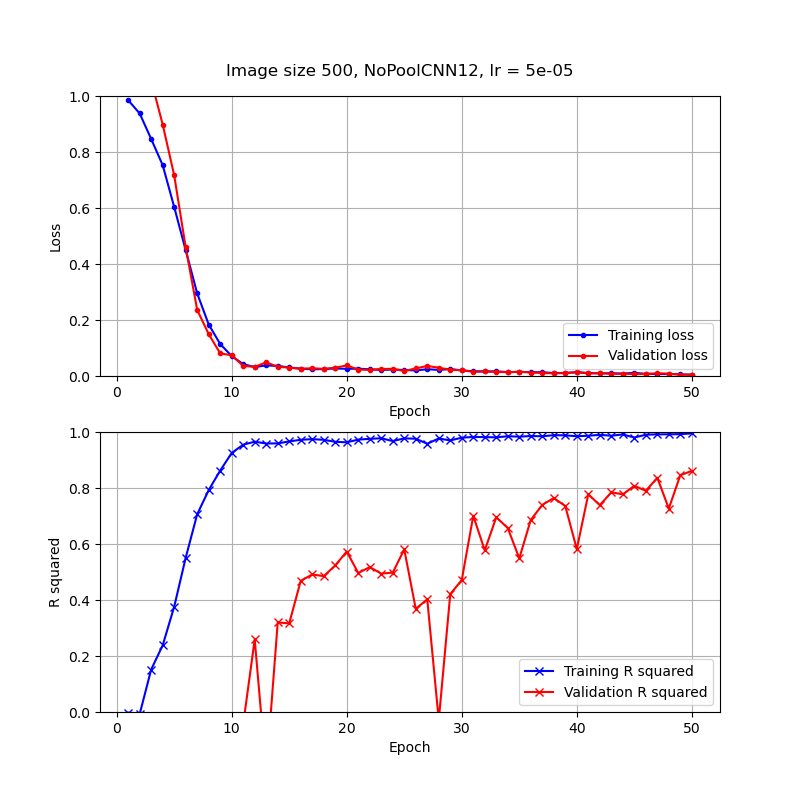 Image size 500, NoPoolCNN12, lr = 5e-05
1.0
0.8
0.6
0.4
0.2
0.0
Loss
0 10 20 30 40 50
Epoch
Training loss
Validation loss
1.0
0.8
0.6
0.4
0.2
0.0
R squared
0 10 20 30 40 50
Epoch
Training R squared
Validation R squared